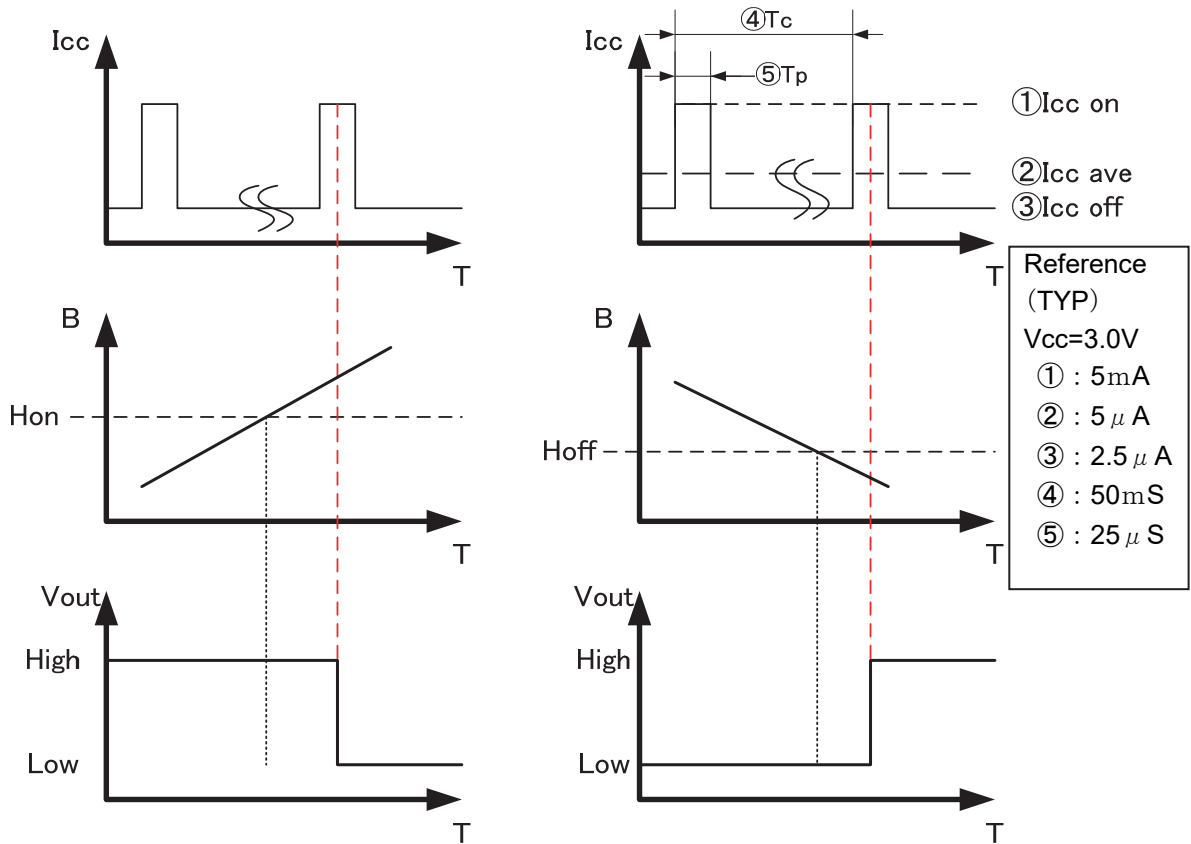 Icc
T
B
Hon
T
Vout
High
Low
T
④Tc
Icc
⑤Tp
①Icc on
②Icc ave
③Icc off
T
B
Hoff
T
Vout
High
Low
T
Reference
（TYP）
Vcc=3.0V
①：5mA
②：5μA
③：2.5μA
④：50mS
⑤：25μS